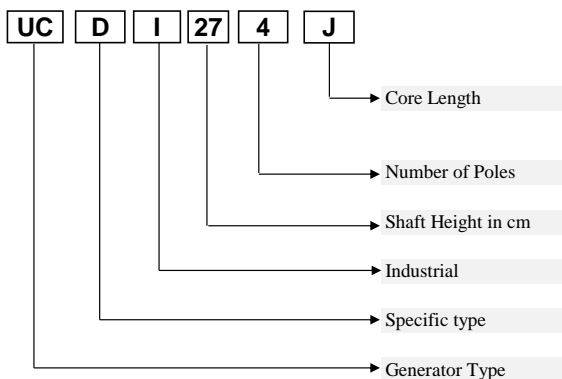 UC D I 27 4 J
Core Length
Number of Poles
Shaft Height in cm
Industrial
Specific type
Generator Type